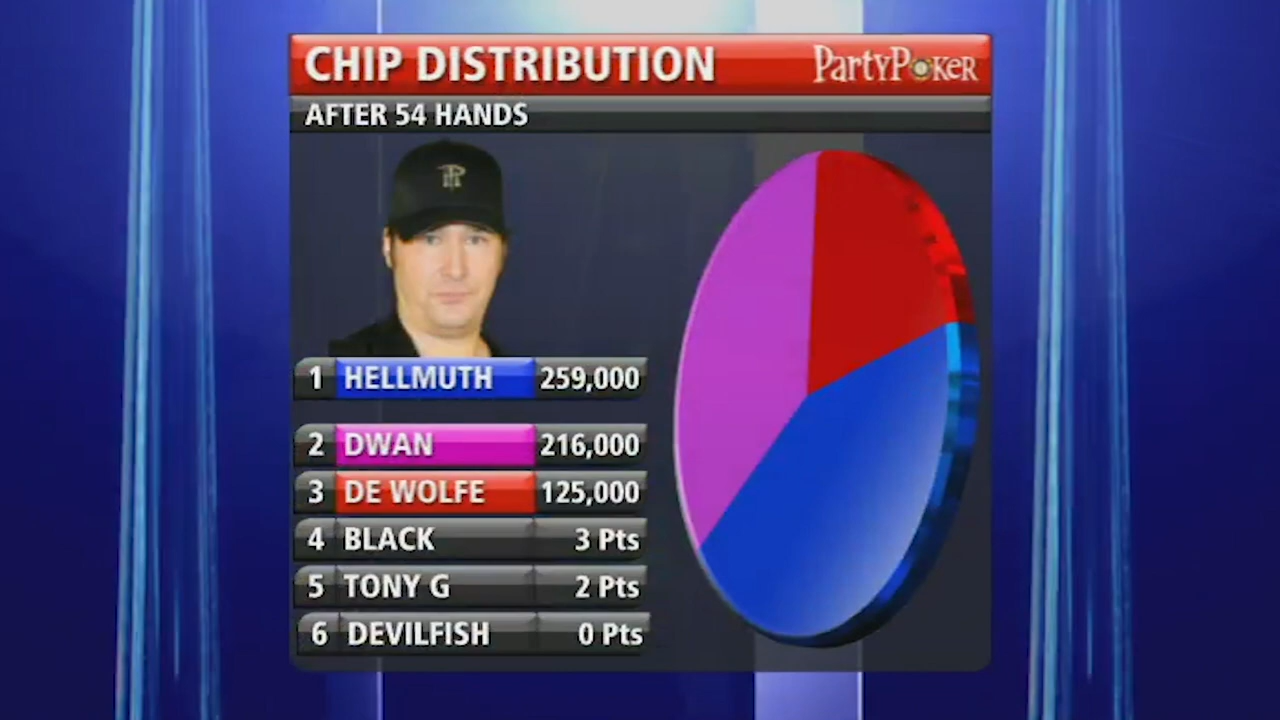 CHIP DISTRIBUTION PARTYPOKER
AFTER 54 HANDS
1 HELLMUTH 259,000
2 DWAN 216,000
3 DE WOLFE 125,000
4 BLACK 3 Pts
5 TONY G 2 Pts
6 DEVILFISH 0 Pts